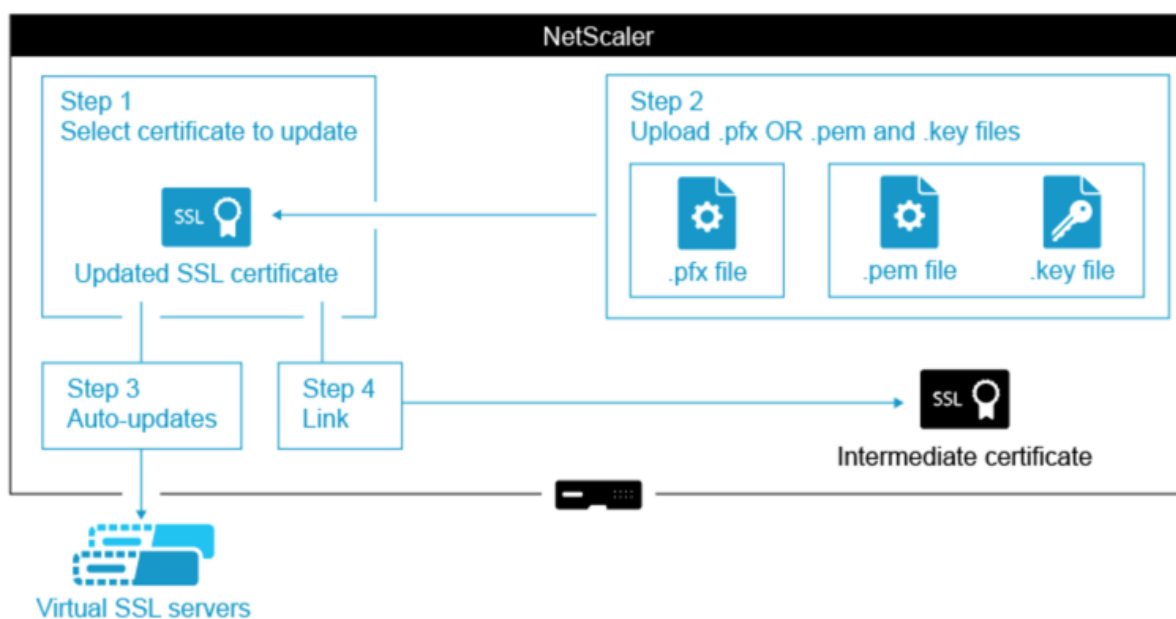 NetScaler
Step 1
Select certificate to update
SSL
Updated SSL certificate
Step 2
Upload .pfx OR .pem and .key files
.pfx file
.pem file
.key file
Step 3
Auto-updates
Step 4
Link
SSL
Intermediate certificate
Virtual SSL servers